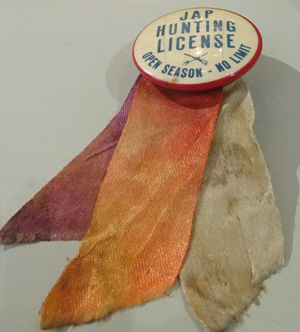 JAP
HUNTING
LICENSE
OPEN SEASON - NO LIMIT